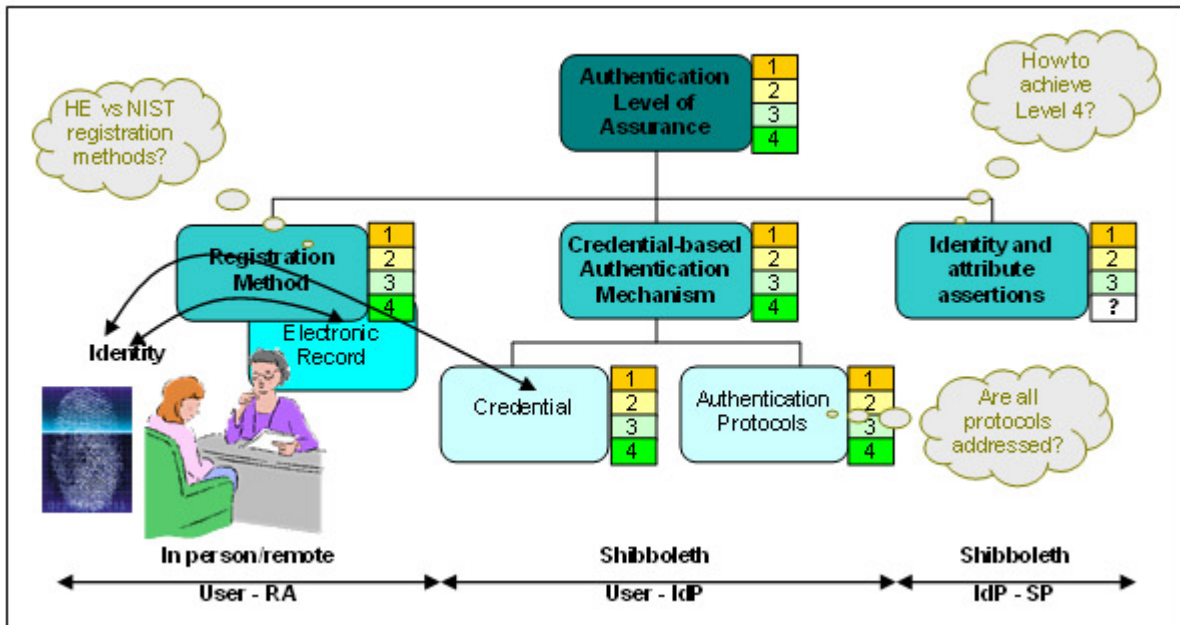 Authentication
Level of
Assurance
1
2
3
4
HE vs NIST
registration
methods?
How to
achieve
Level 4?
Registration
Method
1
2
3
4
Electronic
Record
Identity
Credential-based
Authentication
Mechanism
1
2
3
4
Identity and
attribute
assertions
1
2
3
?
Credential
1
2
3
4
Authentication
Protocols
1
2
3
4
Are all
protocols
addressed?
In person/remote
User - RA
Shibboleth
User - IdP
Shibboleth
IdP - SP